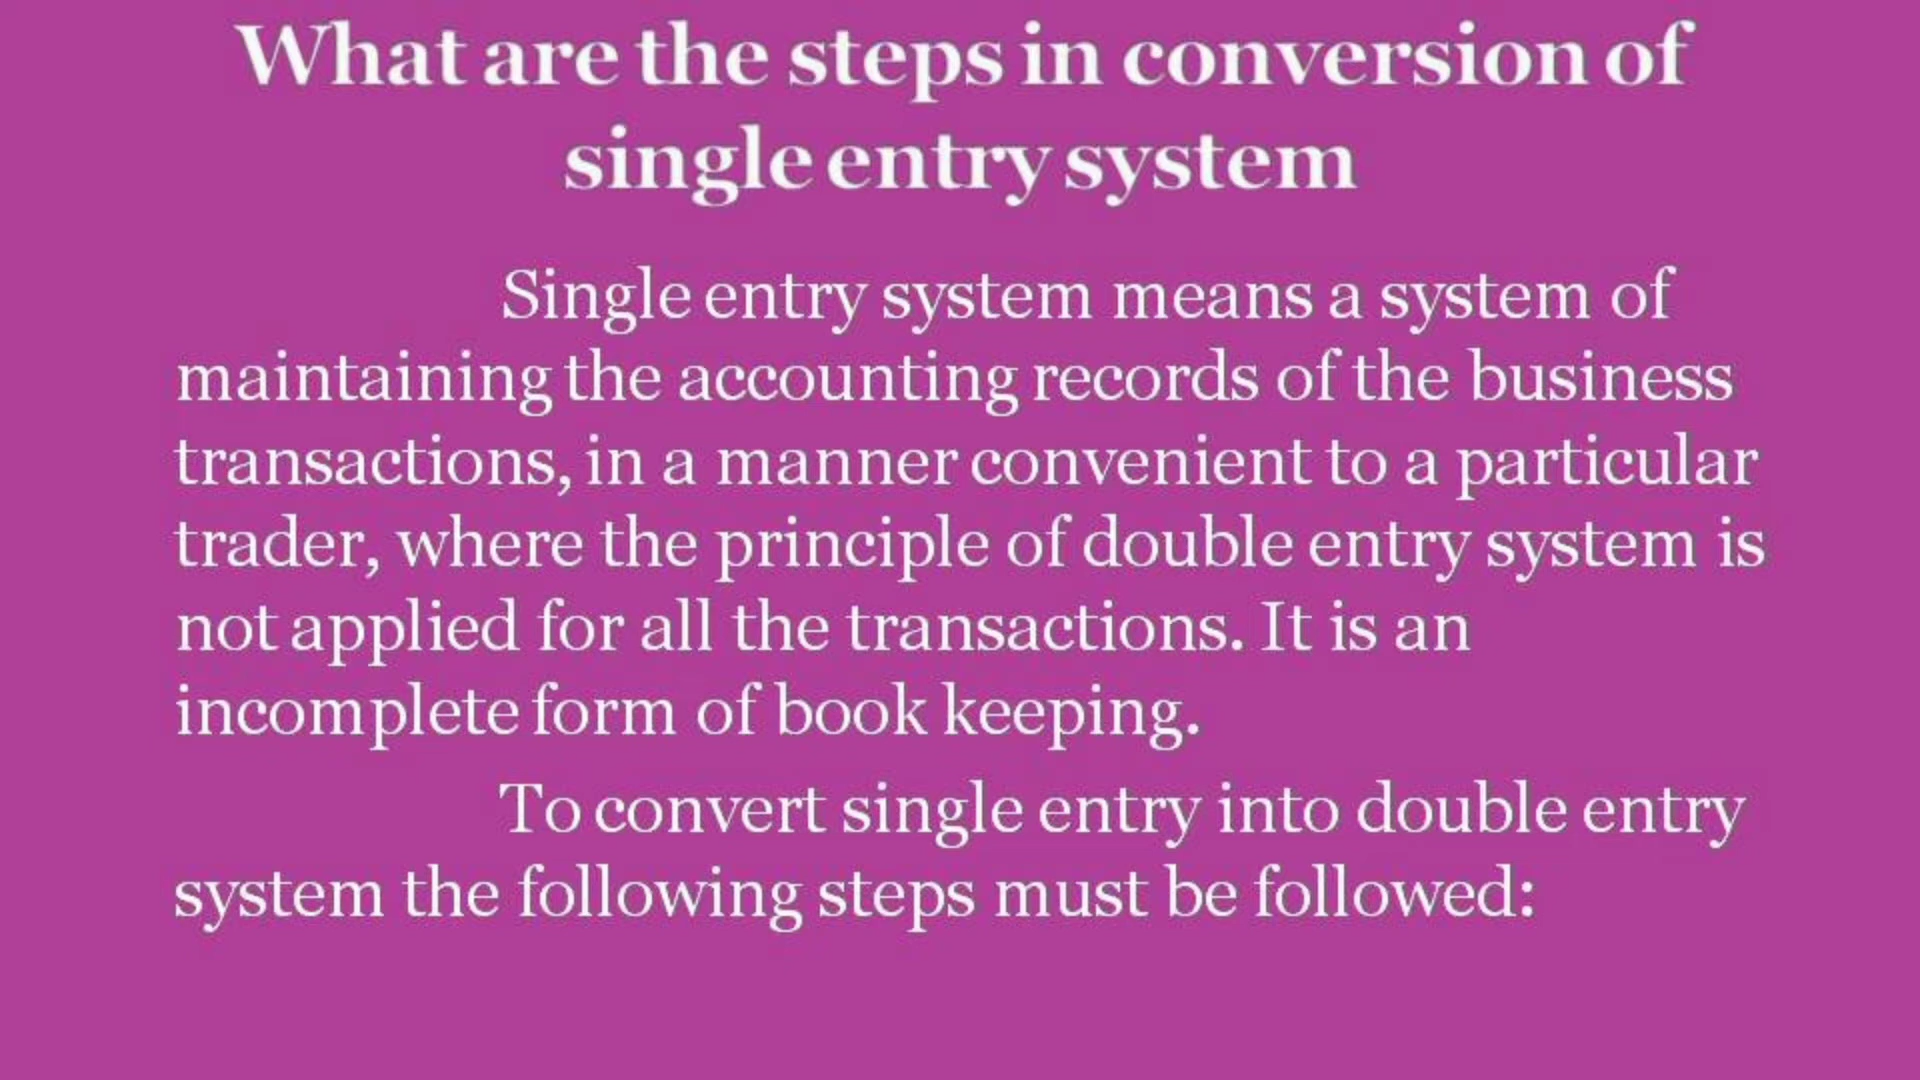 What are the steps in conversion of
single entry system
Single entry system means a system of
maintaining the accounting records of the business
transactions, in a manner convenient to a particular
trader, where the principle of double entry system is
not applied for all the transactions. It is an
incomplete form of book keeping.
To convert single entry into double entry
system the following steps must be followed: